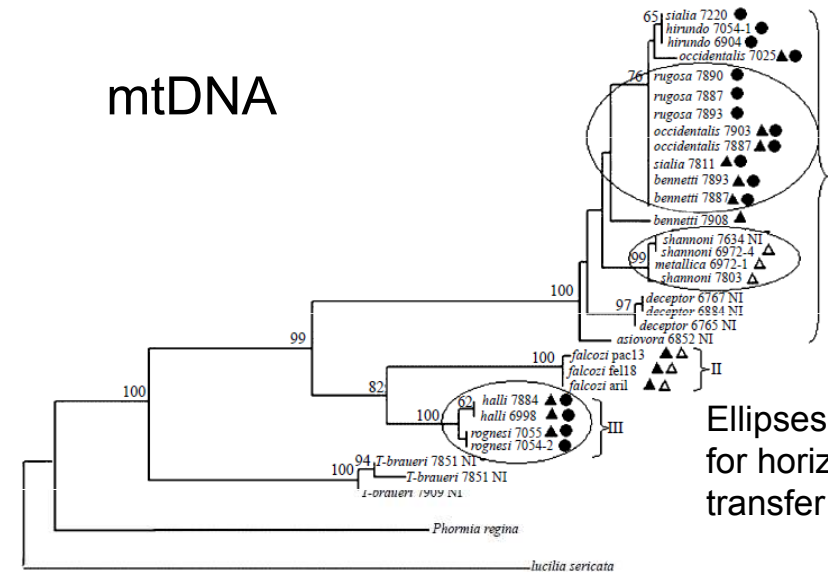 mtDNA
65
sialia 7220 ●
hirundo 7054-1 ●
hirundo 6904 ●
occidentalis 7025 ▲●
76
rugosa 7890 ●
rugosa 7887 ●
rugosa 7893 ●
occidentalis 7903 ▲●
occidentalis 7887 ▲●
sialia 7811 ▲●
bennetti 7893 ▲●
bennetti 7887 ▲●
bennetti 7908 ▲
shannoni 7634 NI
shannoni 6972-4 △
99
metallica 6972-1 △
shannoni 7803 △
100
97
deceptor 6767 NI
deceptor 6884 NI
deceptor 6765 NI
asiovora 6852 NI
99
100
falcozi pac13 ▲△
falcozi fel18 ▲△
II
falcozi aril ▲△
82
100
62
halli 7884 ▲●
halli 6998 ▲●
100
III
rognesi 7055 ▲●
rognesi 7054-2 ●
Ellipses
for horiz
transfer
94
T-braueri 7851 NI
100
T-braueri 7851 NI
T-braueri 7909 NI
Phormia regina
lucilia sericata